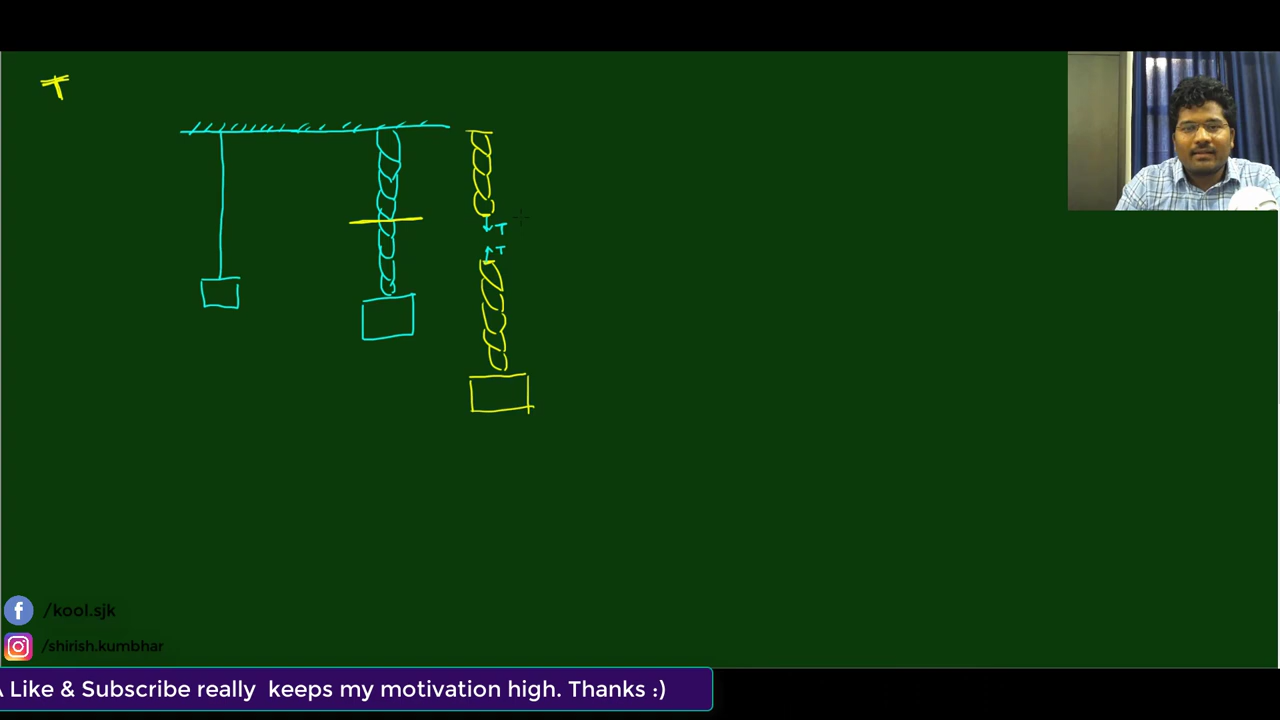 T
T
T
/kool.sjk
/shirish.kumbhar
Like & Subscribe really keeps my motivation high. Thanks :)